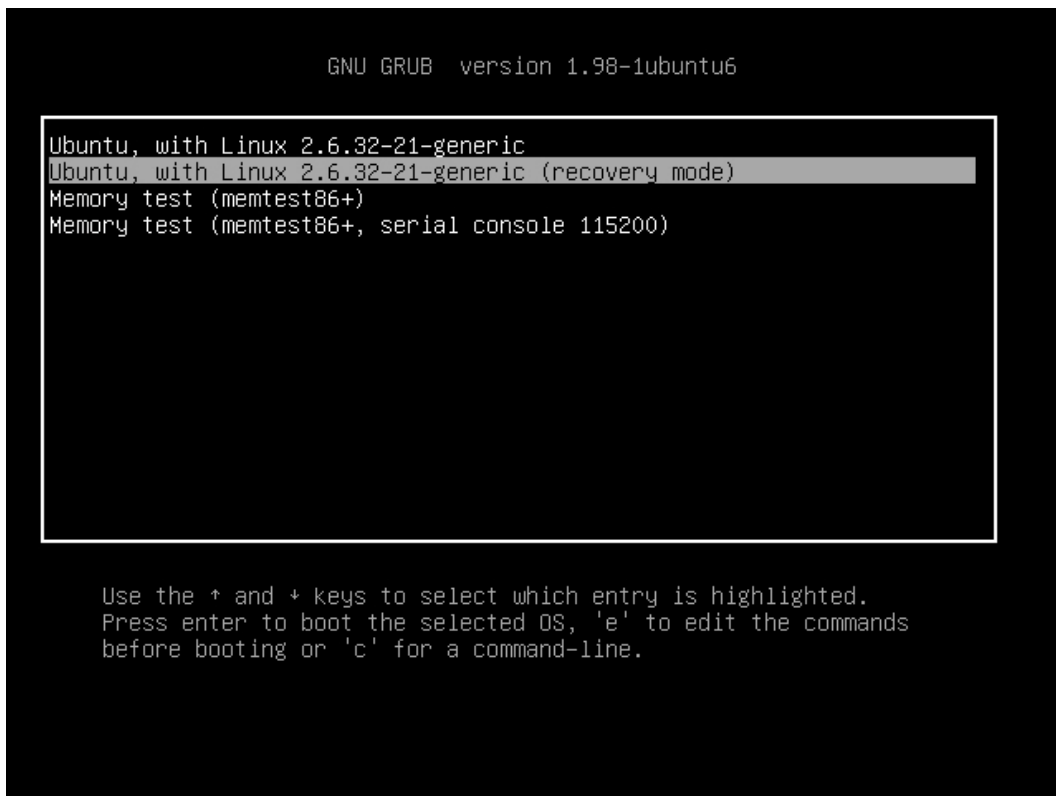 GNU GRUB  version 1.98-1ubuntu6
Ubuntu, with Linux 2.6.32-21-generic
Ubuntu, with Linux 2.6.32-21-generic (recovery mode)
Memory test (memtest86+)
Memory test (memtest86+, serial console 115200)
Use the ↑ and ↓ keys to select which entry is highlighted.
Press enter to boot the selected OS, 'e' to edit the commands
before booting or 'c' for a command-line.